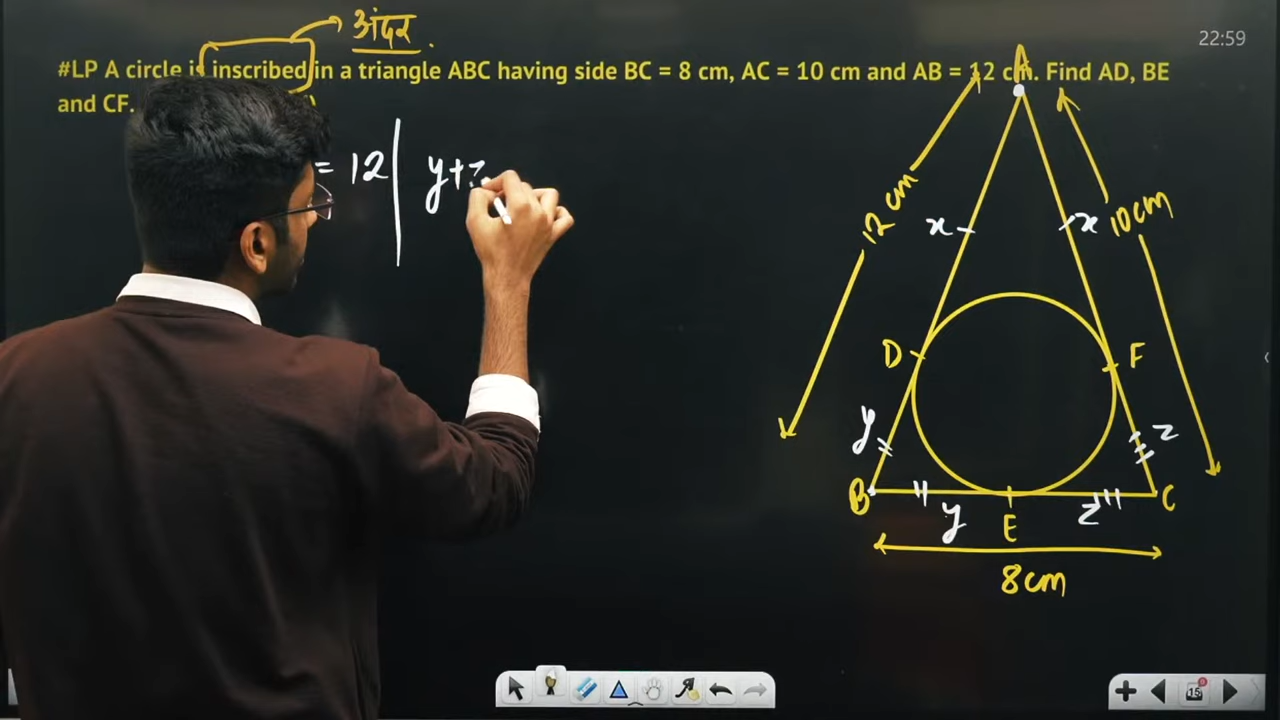 अंदर
22:59
#LP A circle is inscribed in a triangle ABC having side BC = 8 cm, AC = 10 cm and AB = 12 cm. Find AD, BE
and CF.
= 12 | y+z
A
12 cm
x
x
10cm
D
F
y
z
B
C
y
E
z
8cm
15